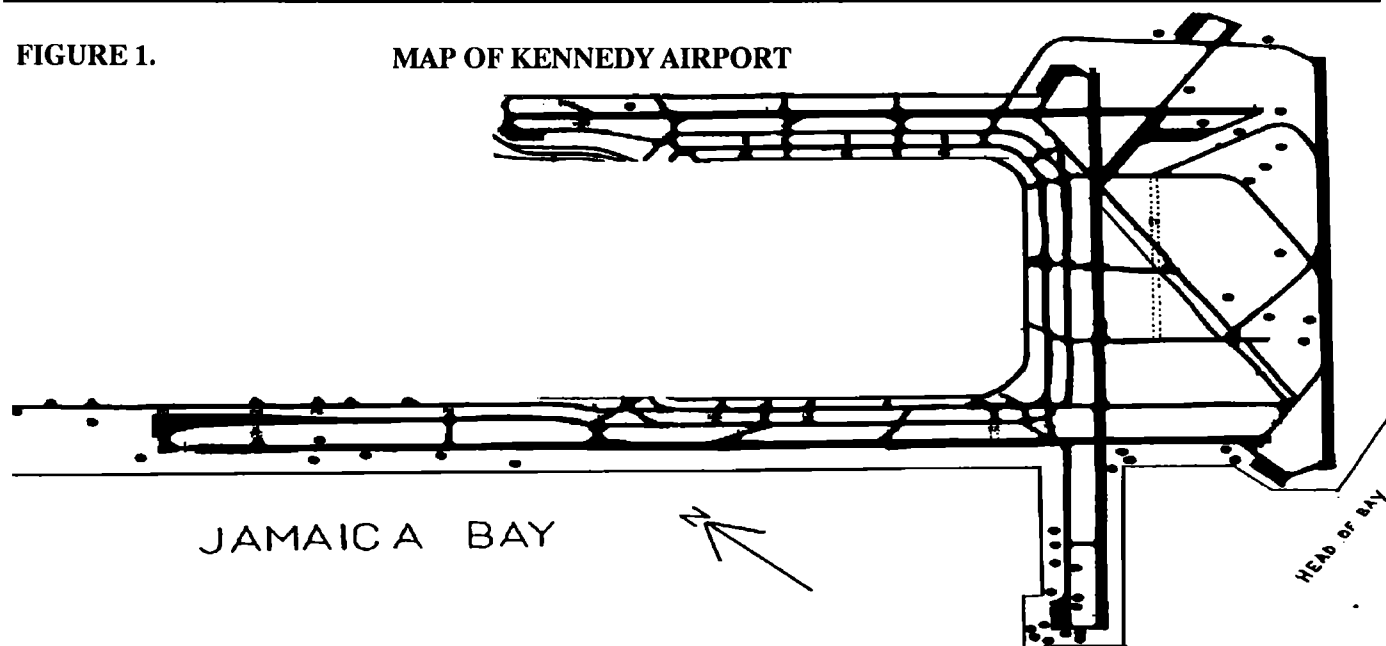 FIGURE 1.
MAP OF KENNEDY AIRPORT
JAMAICA BAY
N
HEAD OF BAY